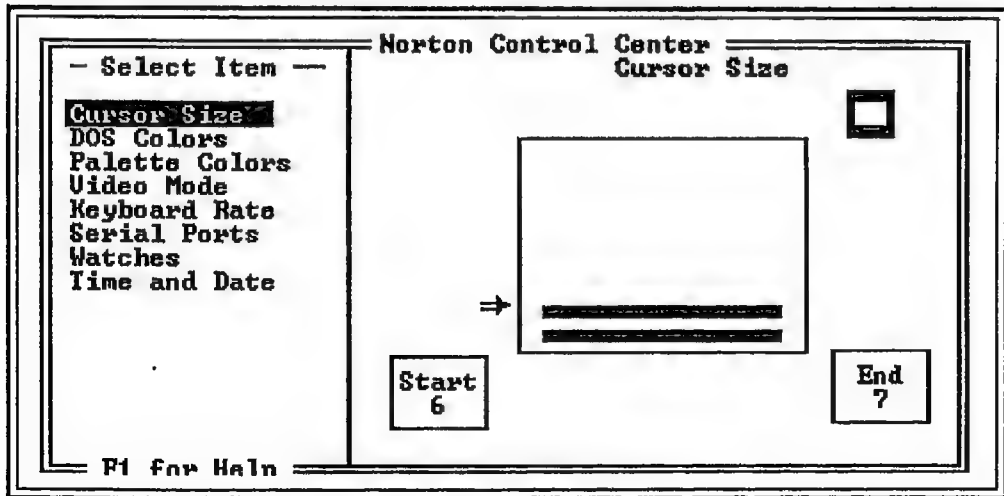 Norton Control Center
Cursor Size
- Select Item -
Cursor Size
DOS Colors
Palette Colors
Video Mode
Keyboard Rate
Serial Ports
Watches
Time and Date
Start
6
End
7
F1 for Help